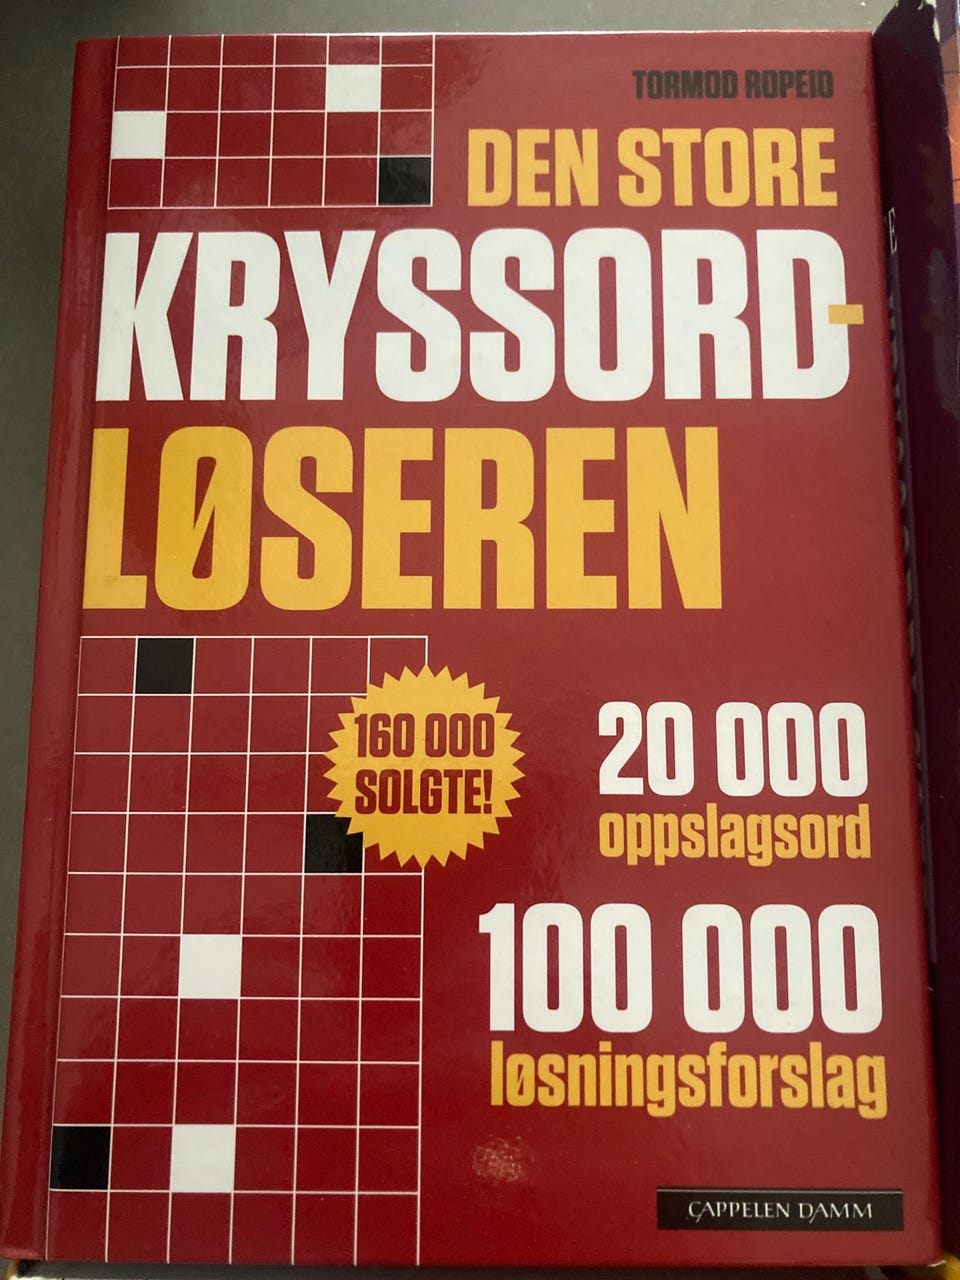 TORMOD ROPEID
DEN STORE
KRYSSORD-
LØSEREN
160 000
SOLGTE!
20 000
oppslagsord
100 000
løsningsforslag
CAPPELEN DAMM